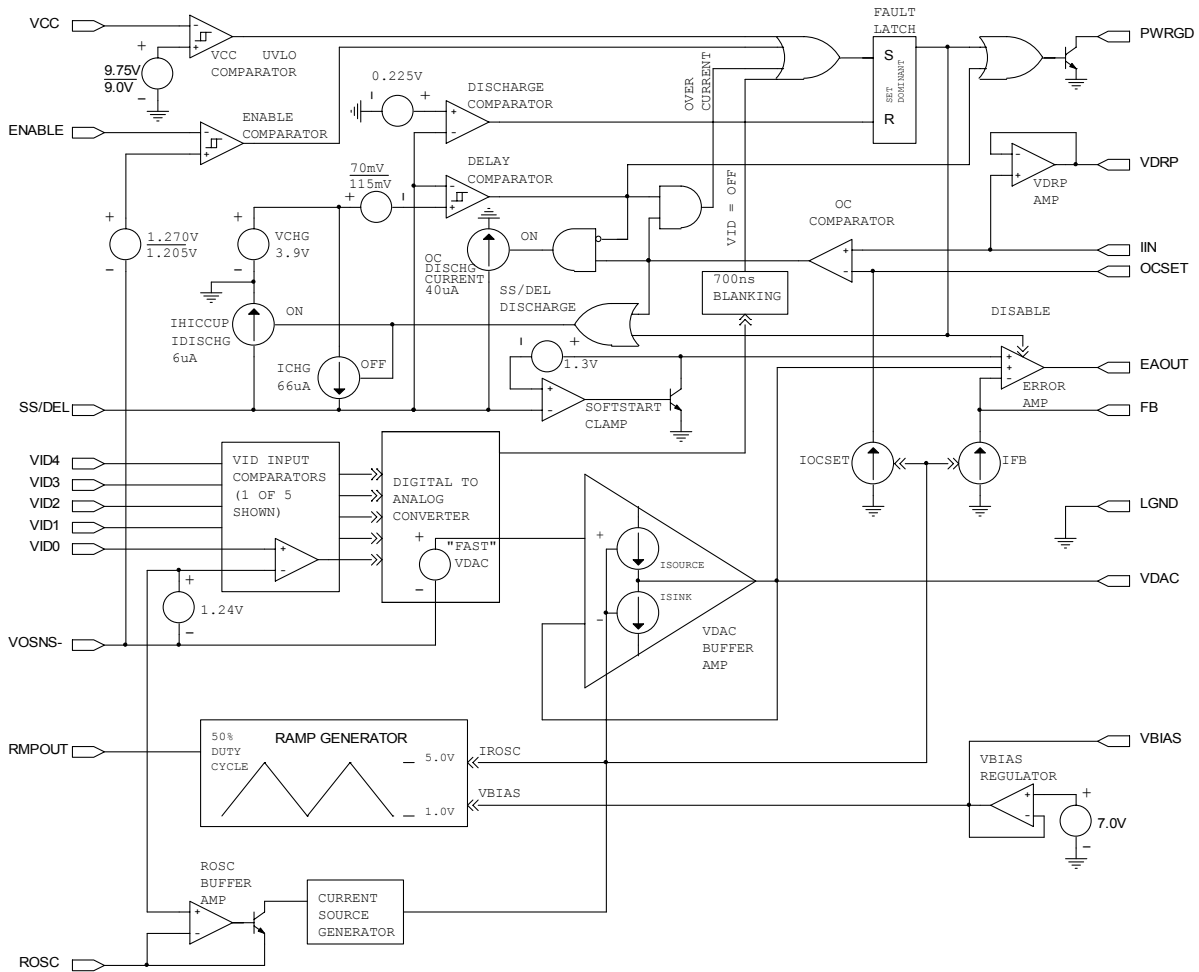 VCC
-
+
+
9.75V
9.0V
-
VCC UVLO
COMPARATOR
FAULT
LATCH
S
SET
DOMINANT
R
PWRGD
0.225V
-
+
DISCHARGE
COMPARATOR
+
-
OVER
CURRENT
ENABLE
-
+
ENABLE
COMPARATOR
DELAY
COMPARATOR
70mV
115mV
+
-
-
+
VID = OFF
-
+
VDRP
VDRP
AMP
OC
COMPARATOR
+
1.270V
1.205V
-
+
VCHG
3.9V
-
ON
OC
DISCHG
CURRENT
40uA
SS/DEL
DISCHARGE
+
-
IIN
OCSET
700ns
BLANKING
IHICCUP
IDISCHG
6uA
ON
DISABLE
ICHG
66uA
OFF
-
+
1.3V
+
+
-
EAOUT
ERROR
AMP
SS/DEL
+
-
SOFTSTART
CLAMP
FB
VID4
VID3
VID2
VID1
VID0
VID INPUT
COMPARATORS
(1 OF 5
SHOWN)
+
-
DIGITAL TO
ANALOG
CONVERTER
+
"FAST"
VDAC
-
IOCSET
IFB
LGND
+
-
ISOURCE
ISINK
VDAC
BUFFER
AMP
VDAC
+
1.24V
-
VOSNS-
RMPOUT
50%
DUTY
CYCLE
RAMP GENERATOR
5.0V
1.0V
IROSC
VBIAS
VBIAS
VBIAS
REGULATOR
+
-
+
7.0V
-
ROSC
BUFFER
AMP
+
-
CURRENT
SOURCE
GENERATOR
ROSC